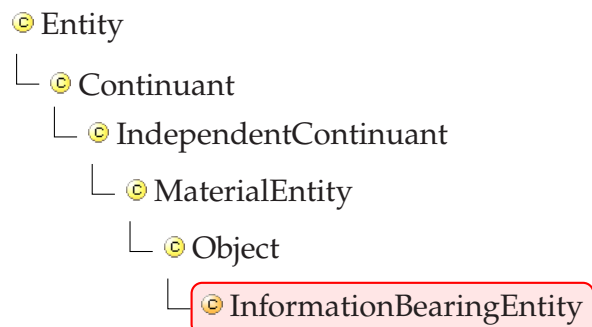 Entity
Continuant
IndependentContinuant
MaterialEntity
Object
InformationBearingEntity